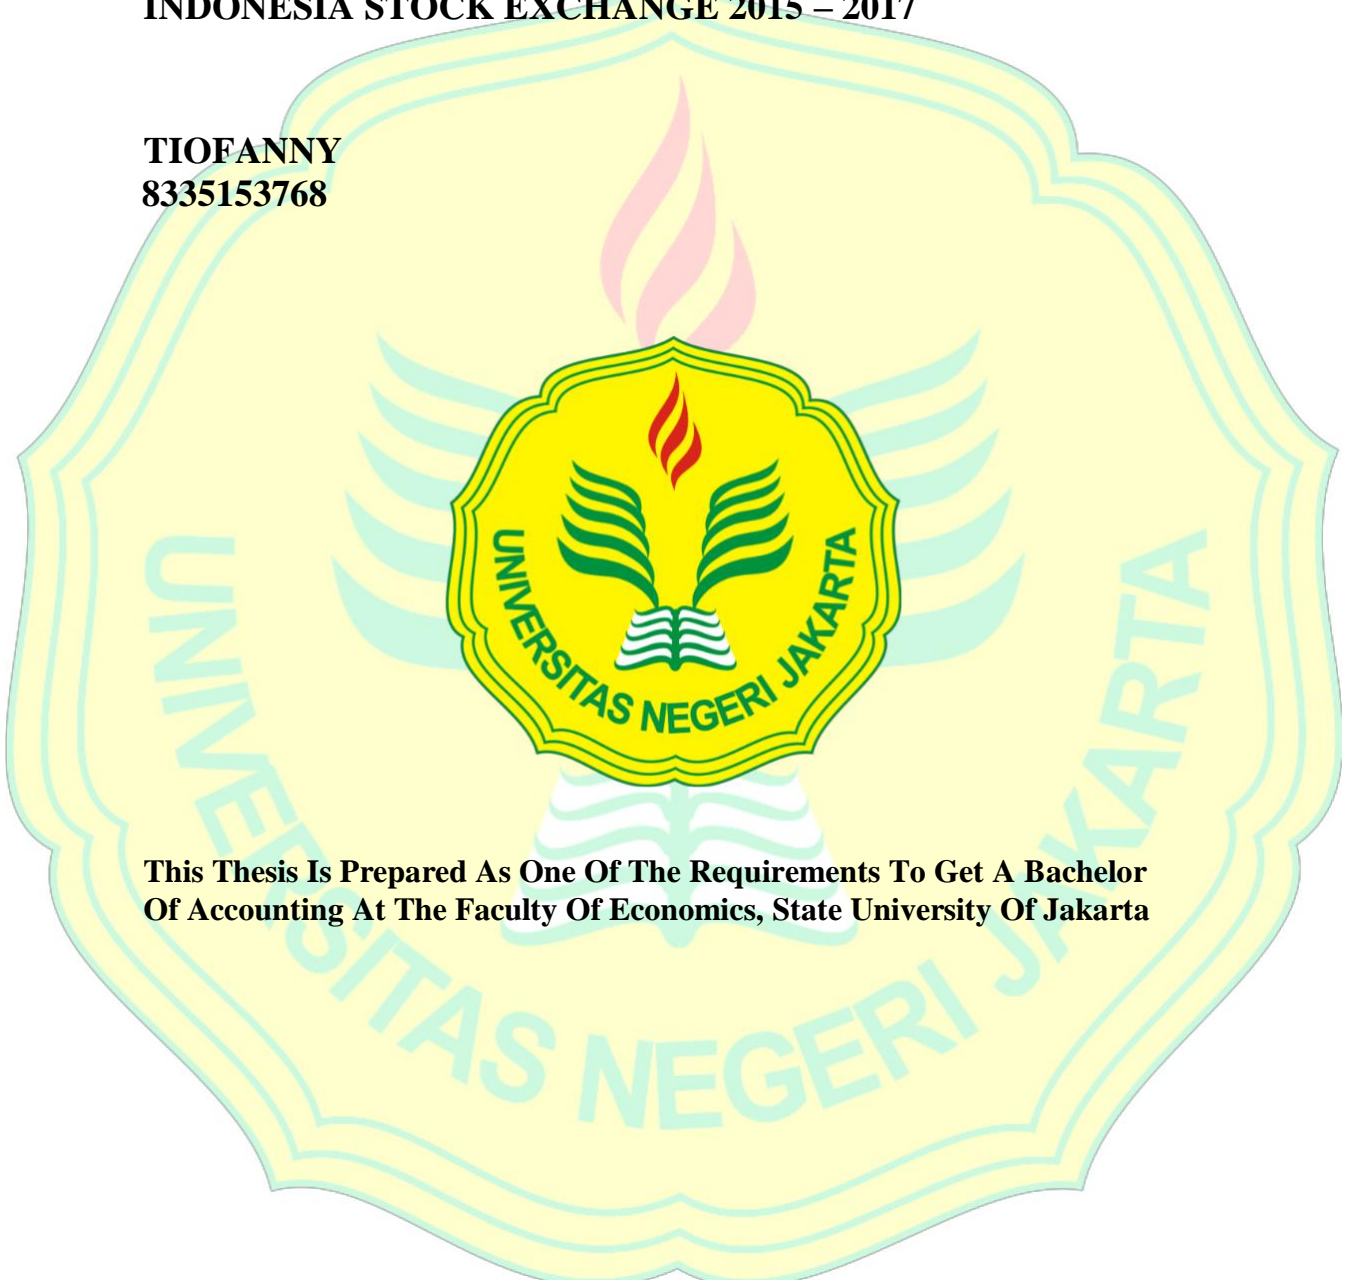 INDONESIA STOCK EXCHANGE 2015 – 2017
TIOFANNY
8335153768
UNIVERSITAS NEGERI JAKARTA
UNIVERSITAS NEGERI JAKARTA
This Thesis Is Prepared As One Of The Requirements To Get A Bachelor
Of Accounting At The Faculty Of Economics, State University Of Jakarta